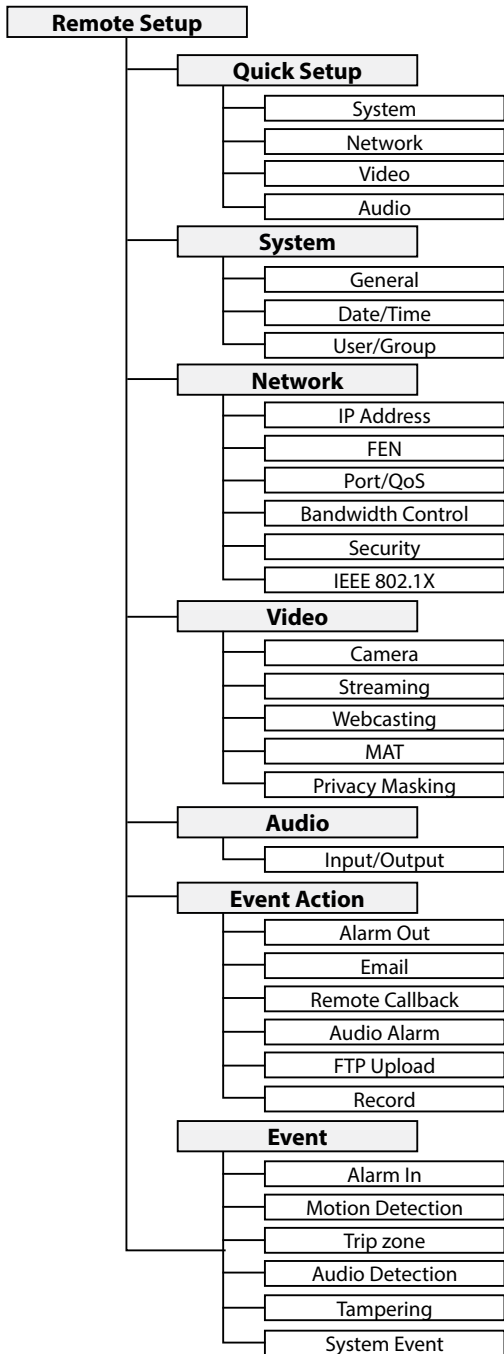 Remote Setup
Quick Setup
System
Network
Video
Audio
System
General
Date/Time
User/Group
Network
IP Address
FEN
Port/QoS
Bandwidth Control
Security
IEEE 802.1X
Video
Camera
Streaming
Webcasting
MAT
Privacy Masking
Audio
Input/Output
Event Action
Alarm Out
Email
Remote Callback
Audio Alarm
FTP Upload
Record
Event
Alarm In
Motion Detection
Trip zone
Audio Detection
Tampering
System Event